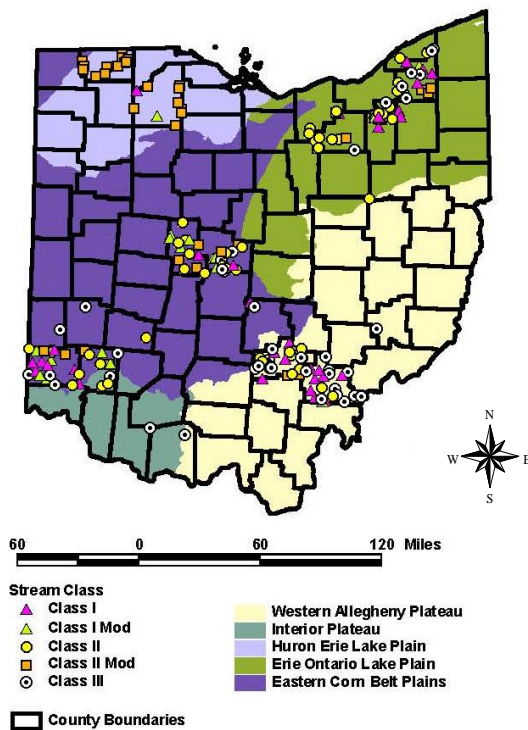 N
W E
S
60 0 60 120 Miles
Stream Class
Class I
Class I Mod
Class II
Class II Mod
Class III
Western Allegheny Plateau
Interior Plateau
Huron Erie Lake Plain
Erie Ontario Lake Plain
Eastern Corn Belt Plains
County Boundaries